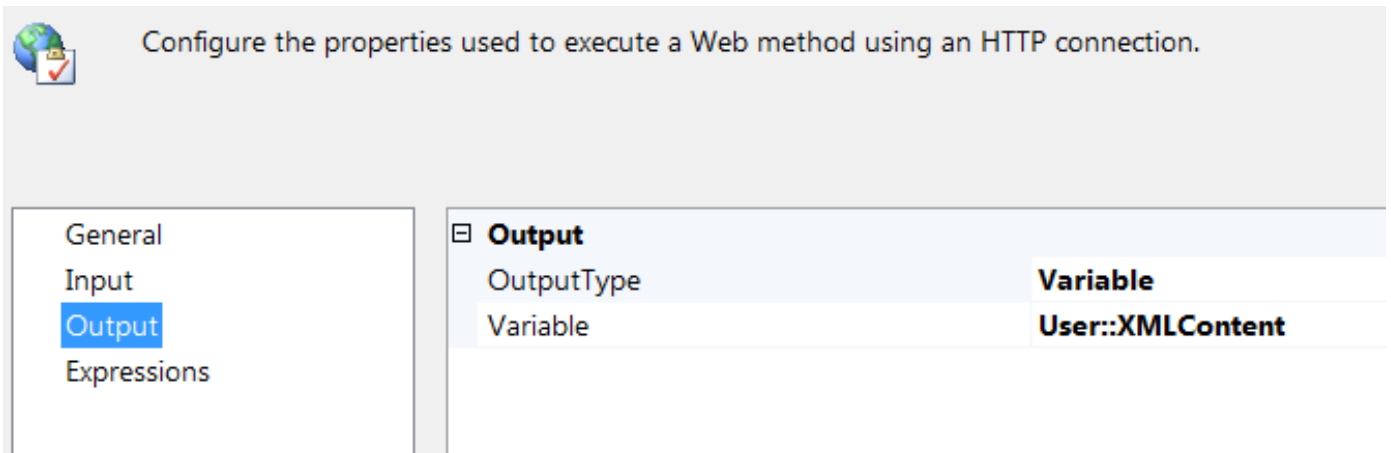 Configure the properties used to execute a Web method using an HTTP connection.
General
Input
Output
Expressions
Output
OutputType Variable
Variable User::XMLContent